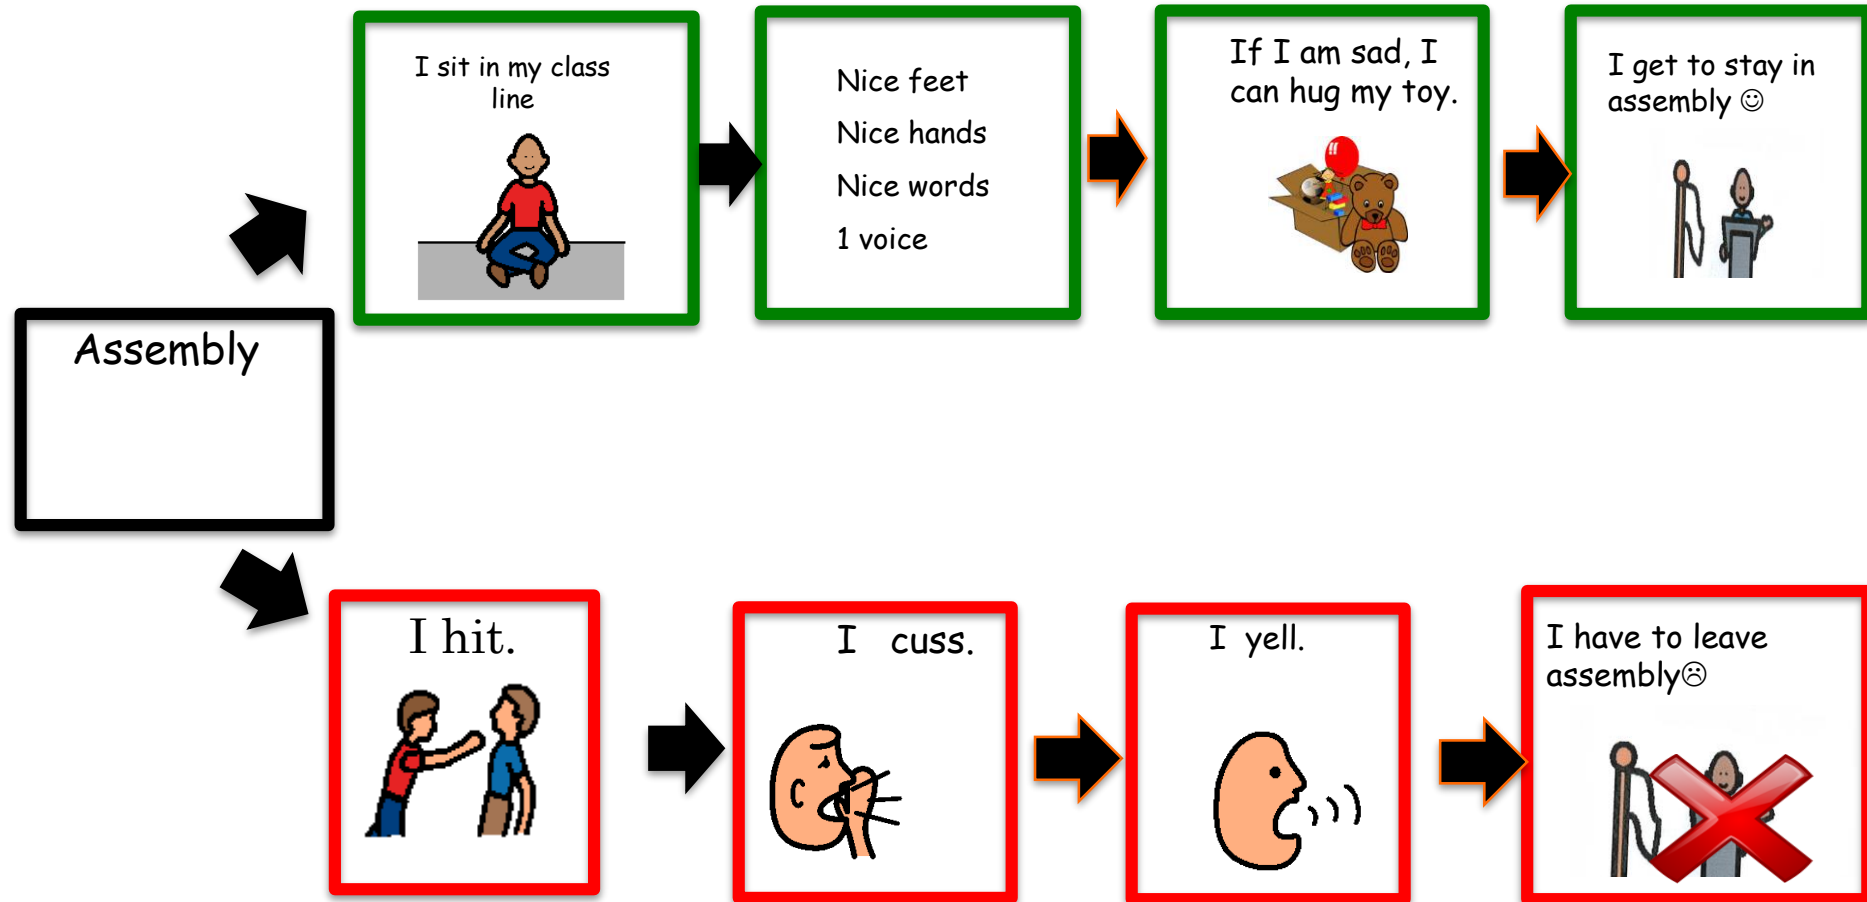 Assembly
I sit in my class
line
Nice feet
Nice hands
Nice words
1 voice
If I am sad, I
can hug my toy.
I get to stay in
assembly ☺
I hit.
I cuss.
I yell.
I have to leave
assembly☹